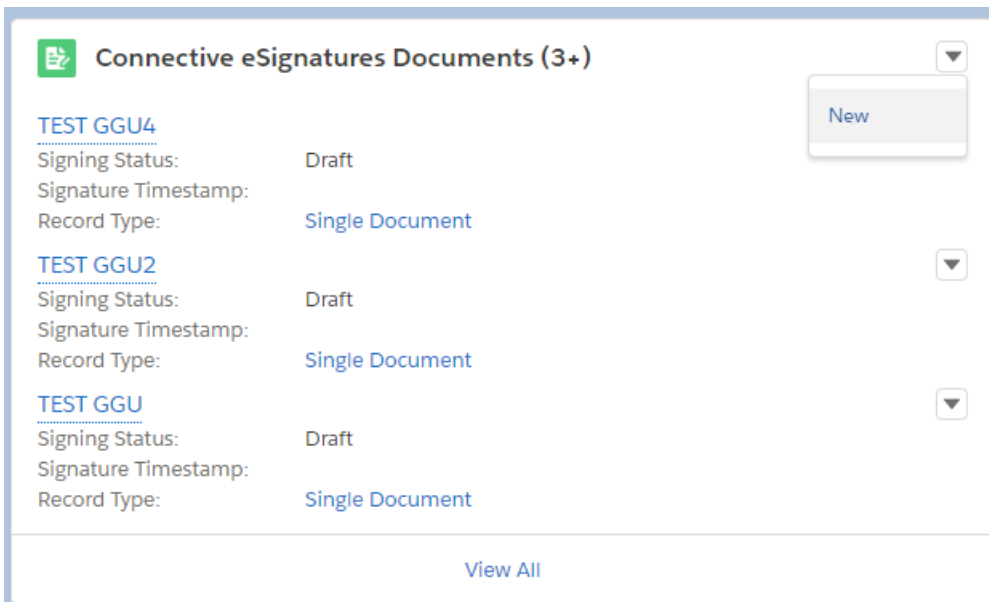 Connective eSignatures Documents (3+)
New
TEST GGU4
Signing Status: Draft
Signature Timestamp:
Record Type: Single Document
TEST GGU2
Signing Status: Draft
Signature Timestamp:
Record Type: Single Document
TEST GGU
Signing Status: Draft
Signature Timestamp:
Record Type: Single Document
View All